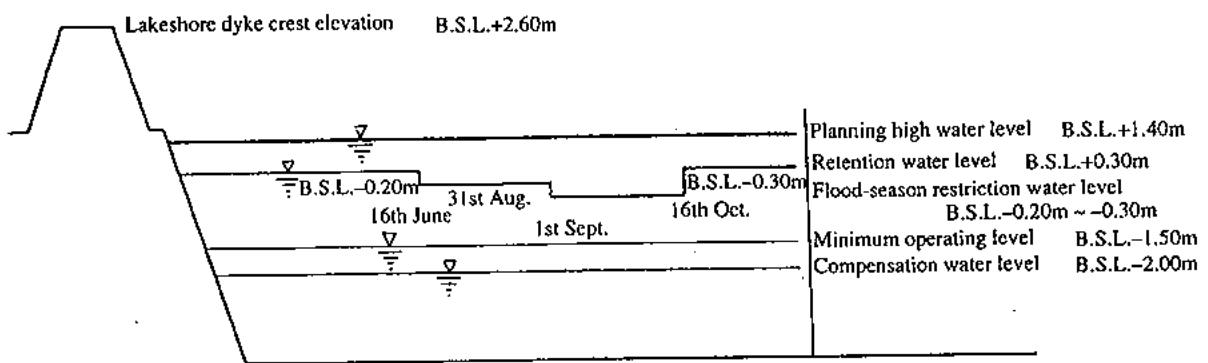 Lakeshore dyke crest elevation B.S.L.+2.60m
Planning high water level B.S.L.+1.40m
Retention water level B.S.L.+0.30m
B.S.L.-0.20m
B.S.L.-0.30m
Flood-season restriction water level
B.S.L.-0.20m ~ -0.30m
31st Aug.
16th June
16th Oct.
1st Sept.
Minimum operating level B.S.L.-1.50m
Compensation water level B.S.L.-2.00m